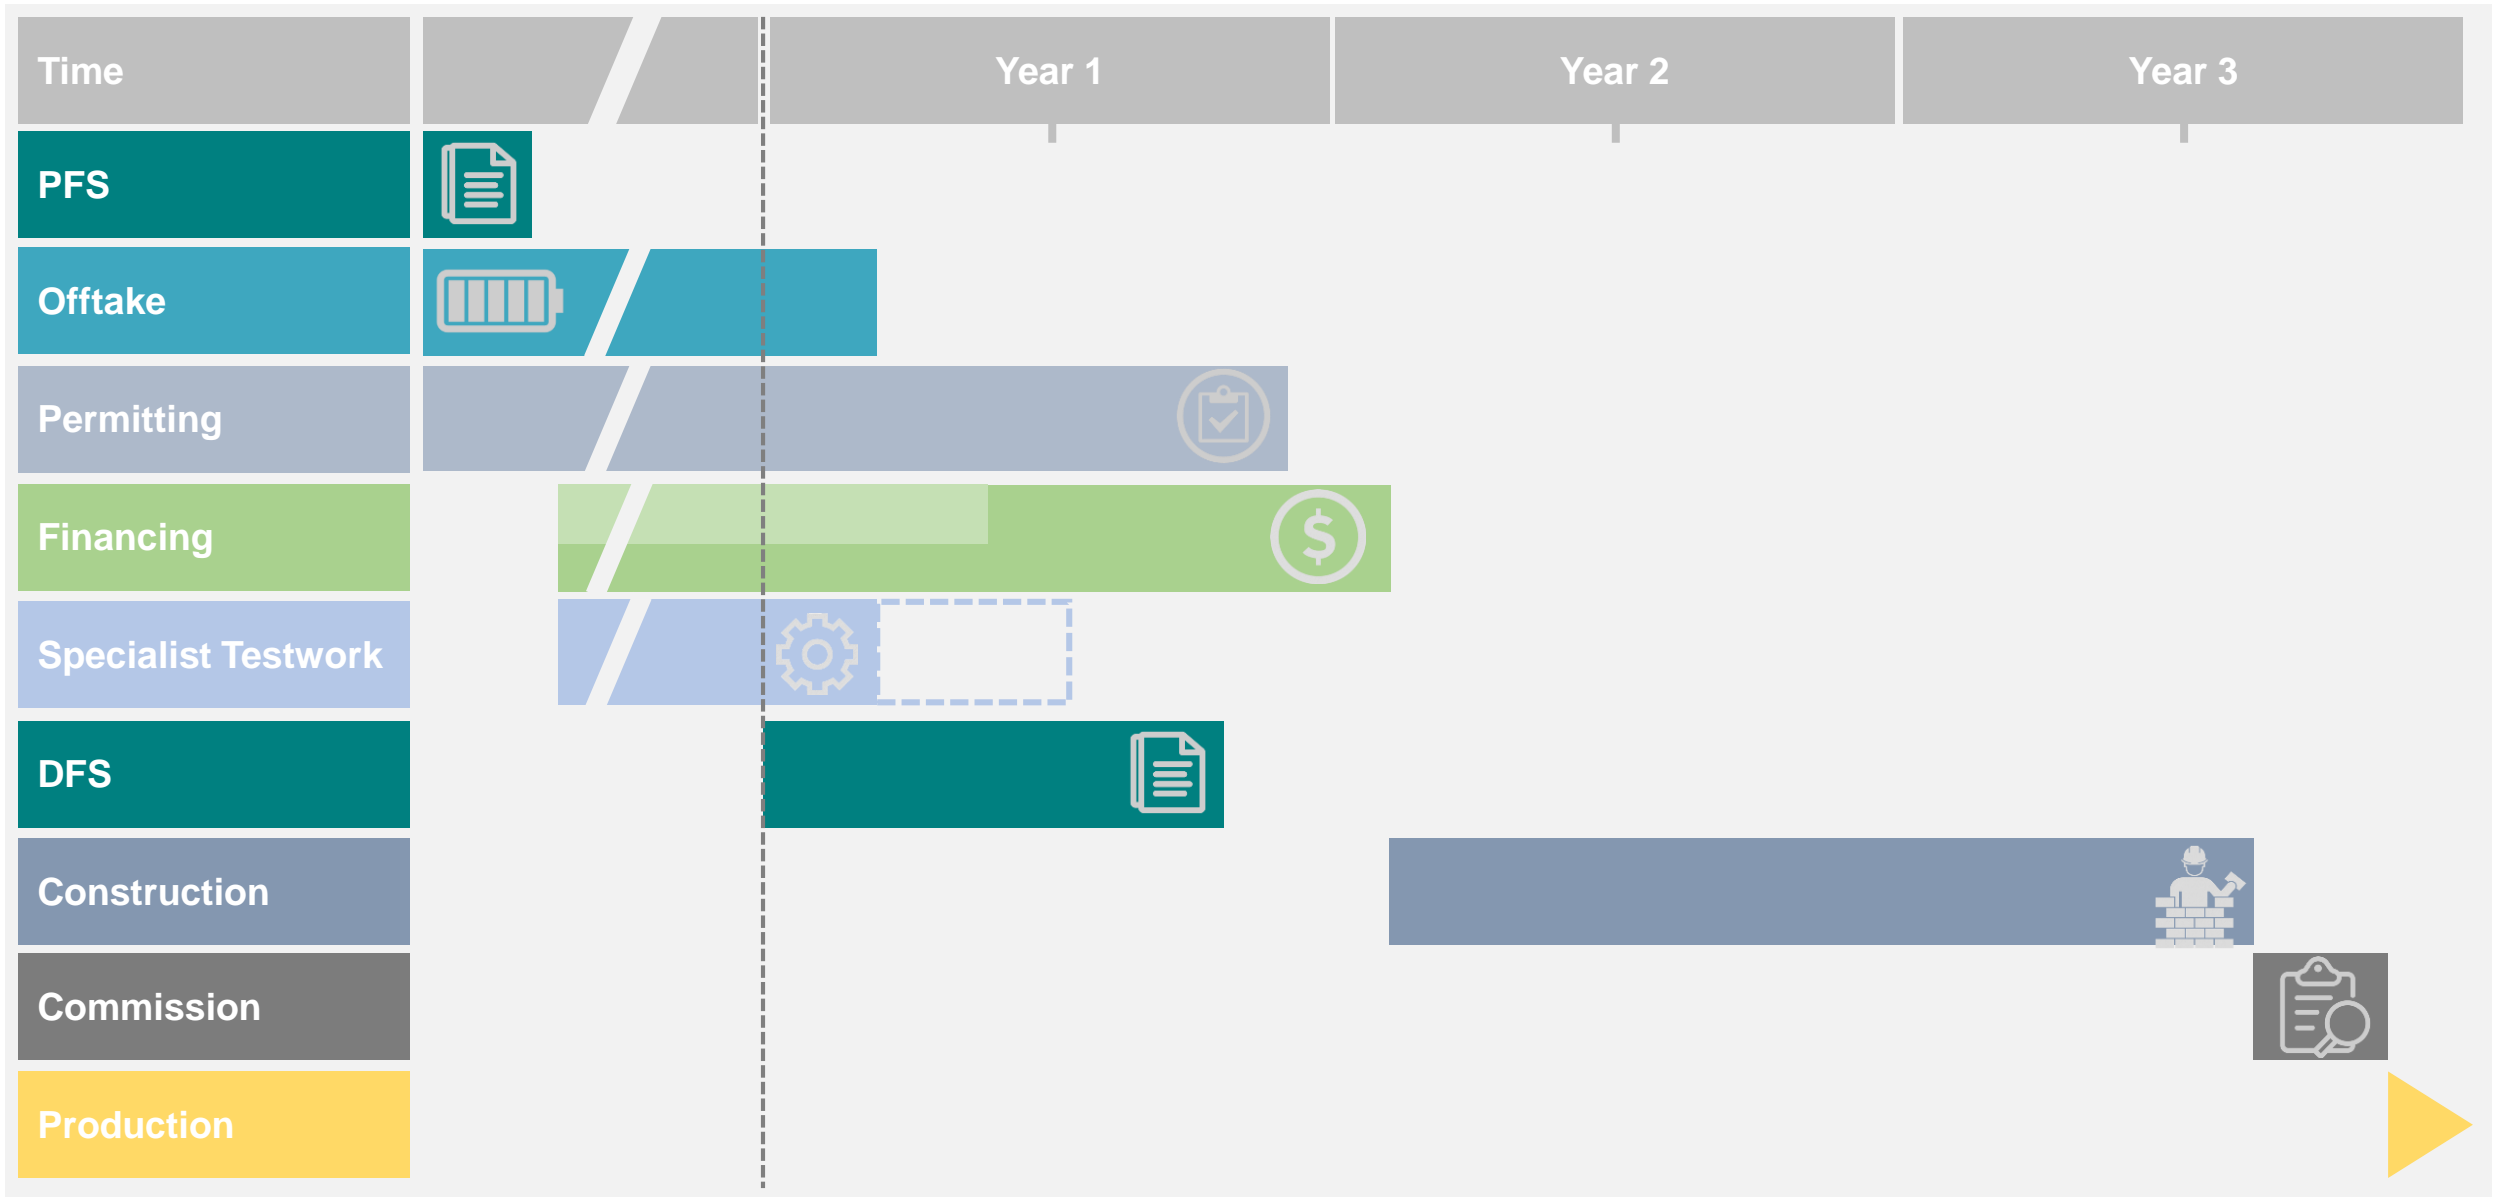 Time
Year 1
Year 2
Year 3
PFS
Offtake
Permitting
Financing
$
Specialist Testwork
DFS
Construction
Commission
Production